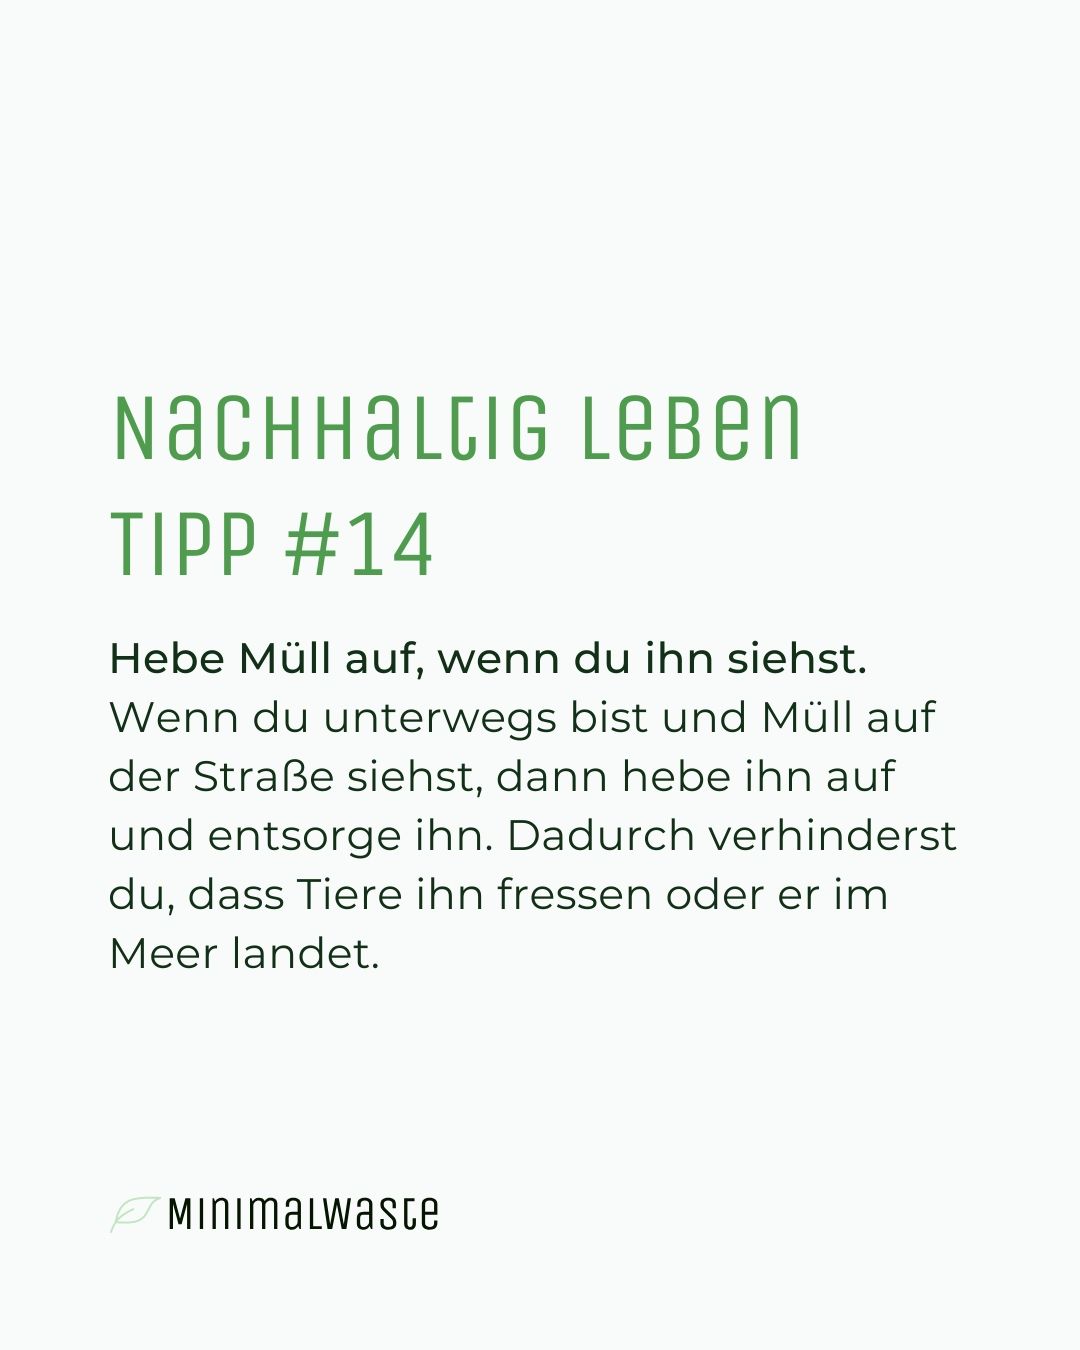 Nachhaltig leben
Tipp #14
Hebe Müll auf, wenn du ihn siehst.
Wenn du unterwegs bist und Müll auf
der Straße siehst, dann hebe ihn auf
und entsorge ihn. Dadurch verhinderst
du, dass Tiere ihn fressen oder er im
Meer landet.
Minimalwaste